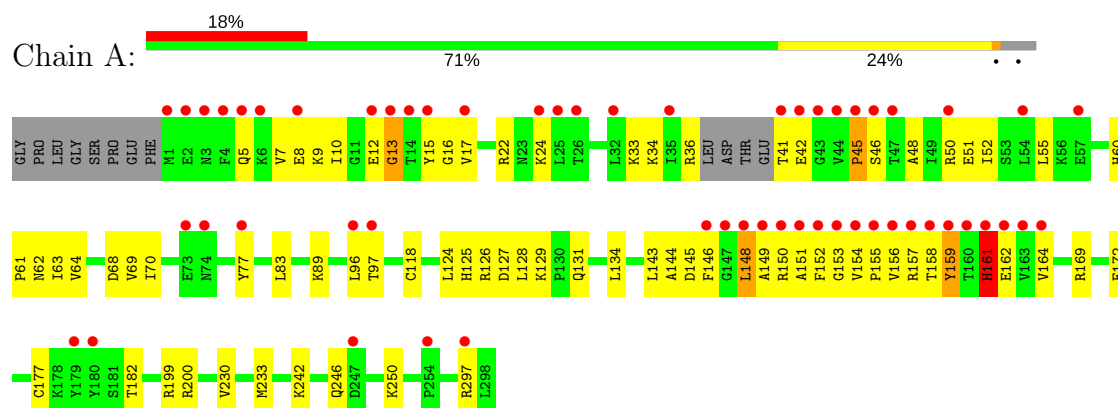 18%
Chain A:
71% 24% • •
GLY PRO LEU GLY SER PRO GLU PHE M1 E2 N3 F4 Q5 K6 V7 E8 K9 I10 G11 E12 G13 T14 Y15 G16 V17 R22 N23 K24 L25 T26 L32 K33 K34 I35 R36 LEU ASP THR GLU T41 E42 G43 V44 P45 S46 T47 A48 I49 R50 E51 I52 S53 L54 L55 K56 E57 H60
P61 N62 I63 V64 D68 V69 I70 E73 N74 Y77 L83 K89 L96 T97 C118 L124 H125 R126 D127 L128 K129 P130 Q131 L134 L143 A144 D145 F146 G147 L148 A149 R150 A151 F152 G153 V154 P155 V156 R157 T158 Y159 T160 H161 E162 V163 V164 R169
C177 K178 Y179 Y180 S181 T182 R199 R200 V230 M233 K242 Q246 D247 K250 P254 R297 L298